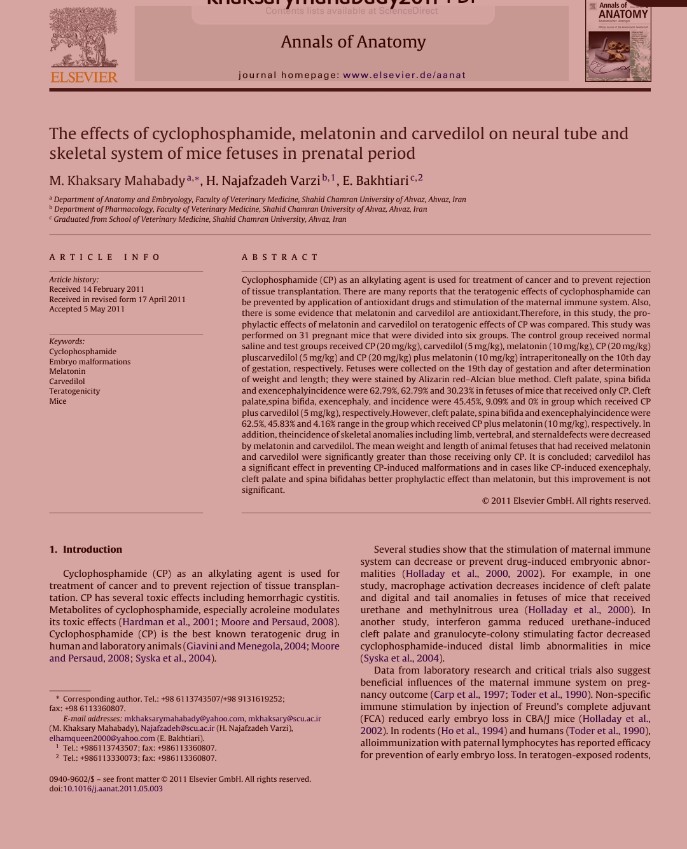 Contents lists available at ScienceDirect
Annals of Anatomy
journal homepage: www.elsevier.de/aanat
ELSEVIER
Annals of
ANATOMY
The effects of cyclophosphamide, melatonin and carvedilol on neural tube and
skeletal system of mice fetuses in prenatal period
M. Khaksary Mahabady a,∗, H. Najafzadeh Varzi b,1, E. Bakhtiari c,2
a Department of Anatomy and Embryology, Faculty of Veterinary Medicine, Shahid Chamran University of Ahvaz, Ahvaz, Iran
b Department of Pharmacology, Faculty of Veterinary Medicine, Shahid Chamran University of Ahvaz, Ahvaz, Iran
c Graduated from School of Veterinary Medicine, Shahid Chamran University, Ahvaz, Iran
ARTICLE INFO
Article history:
Received 14 February 2011
Received in revised form 17 April 2011
Accepted 5 May 2011
Keywords:
Cyclophosphamide
Embryo malformations
Melatonin
Carvedilol
Teratogenicity
Mice
ABSTRACT
Cyclophosphamide (CP) as an alkylating agent is used for treatment of cancer and to prevent rejection
of tissue transplantation. There are many reports that the teratogenic effects of cyclophosphamide can
be prevented by application of antioxidant drugs and stimulation of the maternal immune system. Also,
there is some evidence that melatonin and carvedilol are antioxidant.Therefore, in this study, the pro-
phylactic effects of melatonin and carvedilol on teratogenic effects of CP was compared. This study was
performed on 31 pregnant mice that were divided into six groups. The control group received normal
saline and test groups received CP (20 mg/kg), carvedilol (5 mg/kg), melatonin (10 mg/kg), CP (20 mg/kg)
pluscarvedilol (5 mg/kg) and CP (20 mg/kg) plus melatonin (10 mg/kg) intraperitoneally on the 10th day
of gestation, respectively. Fetuses were collected on the 19th day of gestation and after determination
of weight and length; they were stained by Alizarin red–Alcian blue method. Cleft palate, spina bifida
and exencephalyincidence were 62.79%, 62.79% and 30.23% in fetuses of mice that received only CP. Cleft
palate,spina bifida, exencephaly, and incidence were 45.45%, 9.09% and 0% in group which received CP
plus carvedilol (5 mg/kg), respectively.However, cleft palate, spina bifida and exencephalyincidence were
62.5%, 45.83% and 4.16% range in the group which received CP plus melatonin (10 mg/kg), respectively. In
addition, theincidence of skeletal anomalies including limb, vertebral, and sternaldefects were decreased
by melatonin and carvedilol. The mean weight and length of animal fetuses that had received melatonin
and carvedilol were significantly greater than those receiving only CP. It is concluded; carvedilol has
a significant effect in preventing CP-induced malformations and in cases like CP-induced exencephaly,
cleft palate and spina bifidahas better prophylactic effect than melatonin, but this improvement is not
significant.
© 2011 Elsevier GmbH. All rights reserved.
1. Introduction
Cyclophosphamide (CP) as an alkylating agent is used for
treatment of cancer and to prevent rejection of tissue transplan-
tation. CP has several toxic effects including hemorrhagic cystitis.
Metabolites of cyclophosphamide, especially acroleine modulates
its toxic effects (Hardman et al., 2001; Moore and Persaud, 2008).
Cyclophosphamide (CP) is the best known teratogenic drug in
human and laboratory animals (Giavini and Menegola, 2004; Moore
and Persaud, 2008; Syska et al., 2004).
∗ Corresponding author. Tel.: +98 6113743507/+98 9131619252;
fax: +98 6113360807.
E-mail addresses: mkhaksarymahabady@yahoo.com, mkhaksary@scu.ac.ir
(M. Khaksary Mahabady), Najafzadeh@scu.ac.ir (H. Najafzadeh Varzi),
elhamqueen2000@yahoo.com (E. Bakhtiari).
1 Tel.: +986113743507; fax: +986113360807.
2 Tel.: +986113330073; fax: +986113360807.
0940-9602/$ – see front matter © 2011 Elsevier GmbH. All rights reserved.
doi:10.1016/j.aanat.2011.05.003
Several studies show that the stimulation of maternal immune
system can decrease or prevent drug-induced embryonic abnor-
malities (Holladay et al., 2000, 2002). For example, in one
study, macrophage activation decreases incidence of cleft palate
and digital and tail anomalies in fetuses of mice that received
urethane and methylnitrous urea (Holladay et al., 2000). In
another study, interferon gamma reduced urethane-induced
cleft palate and granulocyte-colony stimulating factor decreased
cyclophosphamide-induced distal limb abnormalities in mice
(Syska et al., 2004).
Data from laboratory research and critical trials also suggest
beneficial influences of the maternal immune system on preg-
nancy outcome (Carp et al., 1997; Toder et al., 1990). Non-specific
immune stimulation by injection of Freund's complete adjuvant
(FCA) reduced early embryo loss in CBA/J mice (Holladay et al.,
2002). In rodents (Ho et al., 1994) and humans (Toder et al., 1990),
alloimmunization with paternal lymphocytes has reported efficacy
for prevention of early embryo loss. In teratogen-exposed rodents,